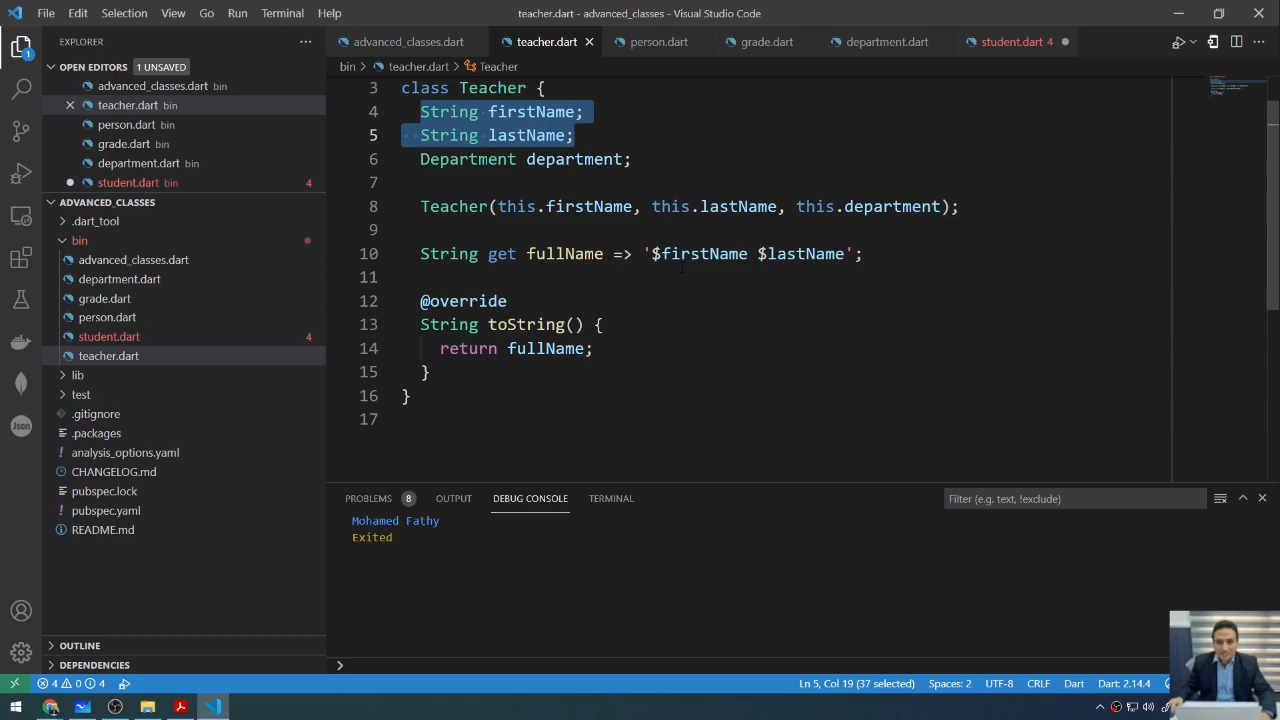 File Edit Selection View Go Run Terminal Help
teacher.dart - advanced_classes - Visual Studio Code
EXPLORER
OPEN EDITORS 1 UNSAVED
advanced_classes.dart bin
teacher.dart bin
person.dart bin
grade.dart bin
department.dart bin
student.dart bin 4
ADVANCED_CLASSES
.dart_tool
bin
advanced_classes.dart
department.dart
grade.dart
person.dart
student.dart 4
teacher.dart
lib
test
.gitignore
.packages
analysis_options.yaml
CHANGELOG.md
pubspec.lock
pubspec.yaml
README.md
OUTLINE
DEPENDENCIES
1
Json
advanced_classes.dart teacher.dart person.dart grade.dart department.dart student.dart 4
bin > teacher.dart > Teacher
3 class Teacher {
4 String firstName;
5 String lastName;
6 Department department;
7
8 Teacher(this.firstName, this.lastName, this.department);
9
10 String get fullName => '$firstName $lastName';
11
12 @override
13 String toString() {
14 return fullName;
15 }
16 }
17
PROBLEMS 8 OUTPUT DEBUG CONSOLE TERMINAL Filter (e.g. text, !exclude)
Mohamed Fathy
Exited
4 0 4 Ln 5, Col 19 (37 selected) Spaces: 2 UTF-8 CRLF Dart Dart: 2.14.4